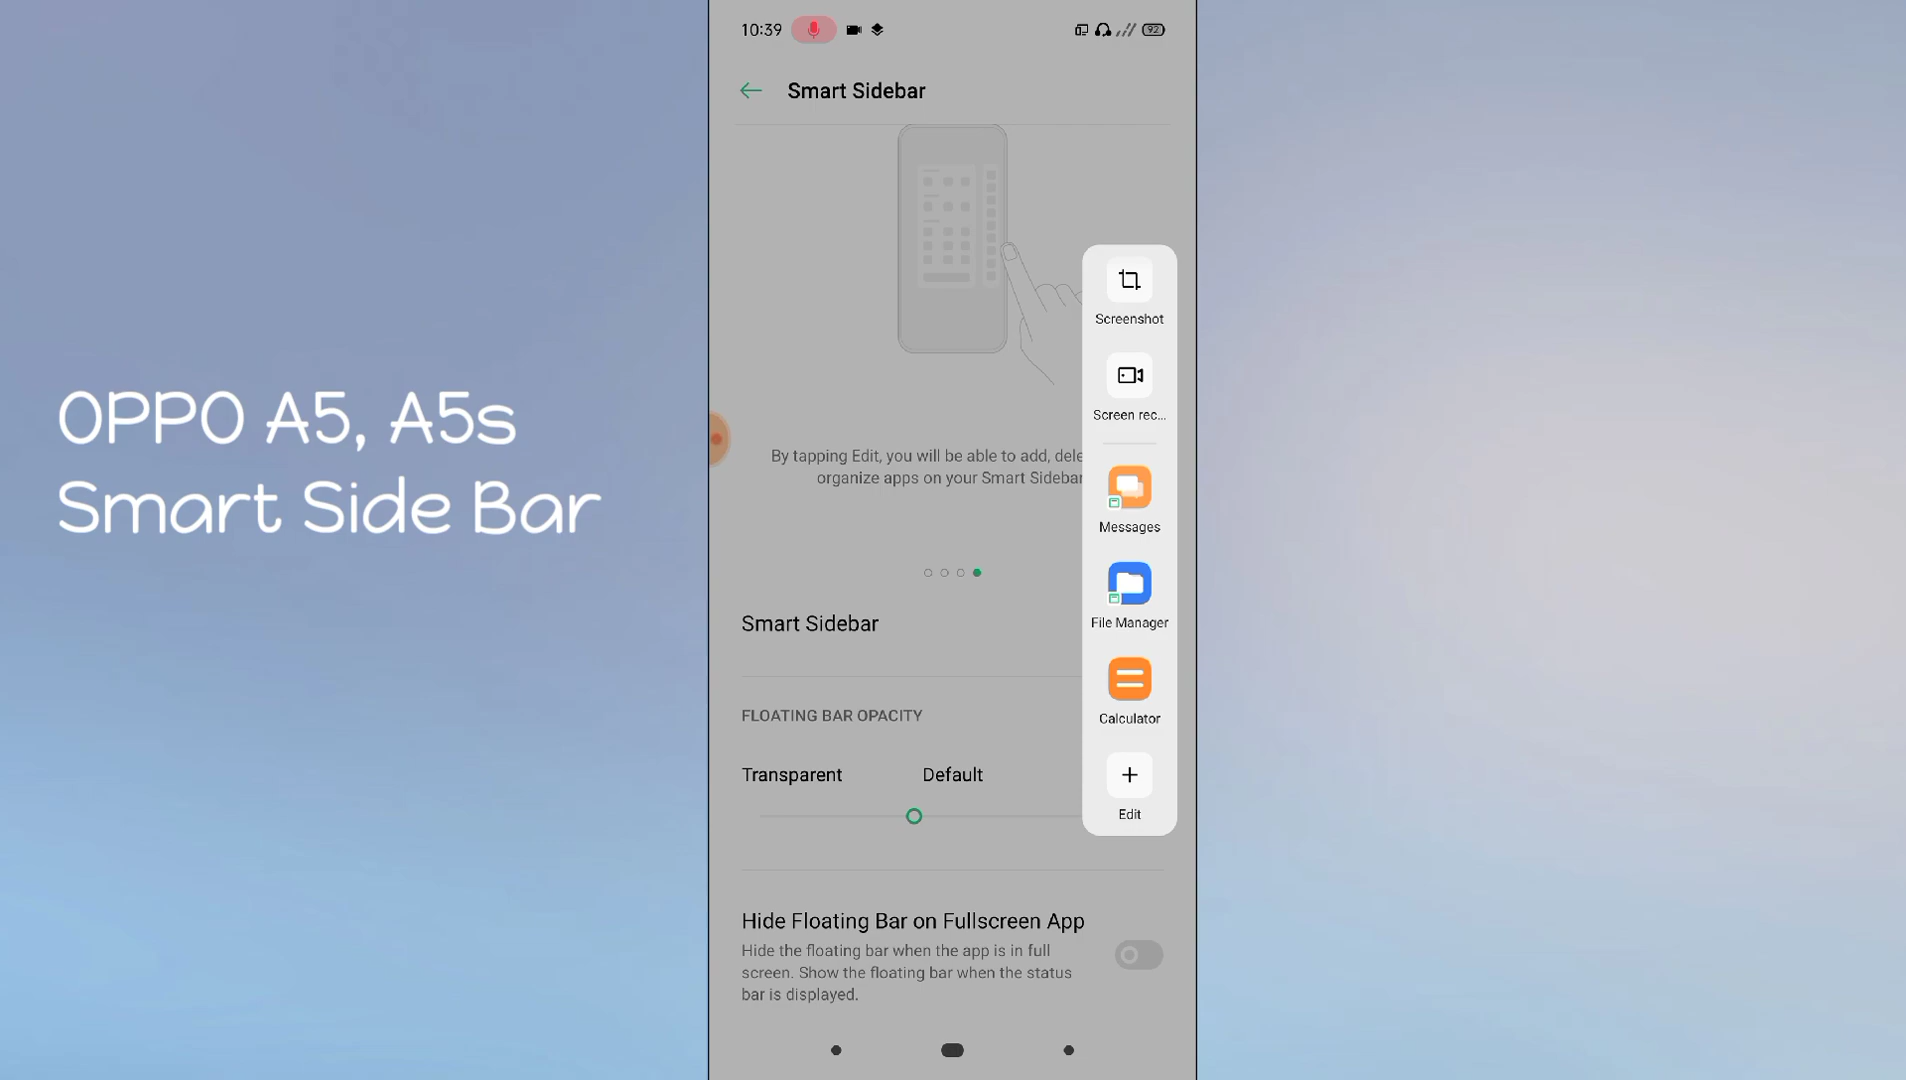 10:39
92
Smart Sidebar
Screenshot
Screen rec...
By tapping Edit, you will be able to add, dele
organize apps on your Smart Sidebar
Messages
File Manager
Smart Sidebar
Calculator
FLOATING BAR OPACITY
Transparent Default
Edit
Hide Floating Bar on Fullscreen App
Hide the floating bar when the app is in full
screen. Show the floating bar when the status
bar is displayed.
OPPO A5, A5s
Smart Side Bar